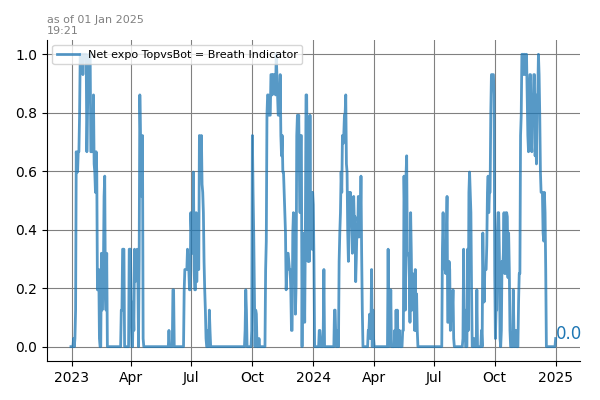 as of 01 Jan 2025
19:21
Net expo TopvsBot = Breath Indicator
1.0
0.8
0.6
0.4
0.2
0.0
0.0
2023 Apr Jul Oct 2024 Apr Jul Oct 2025